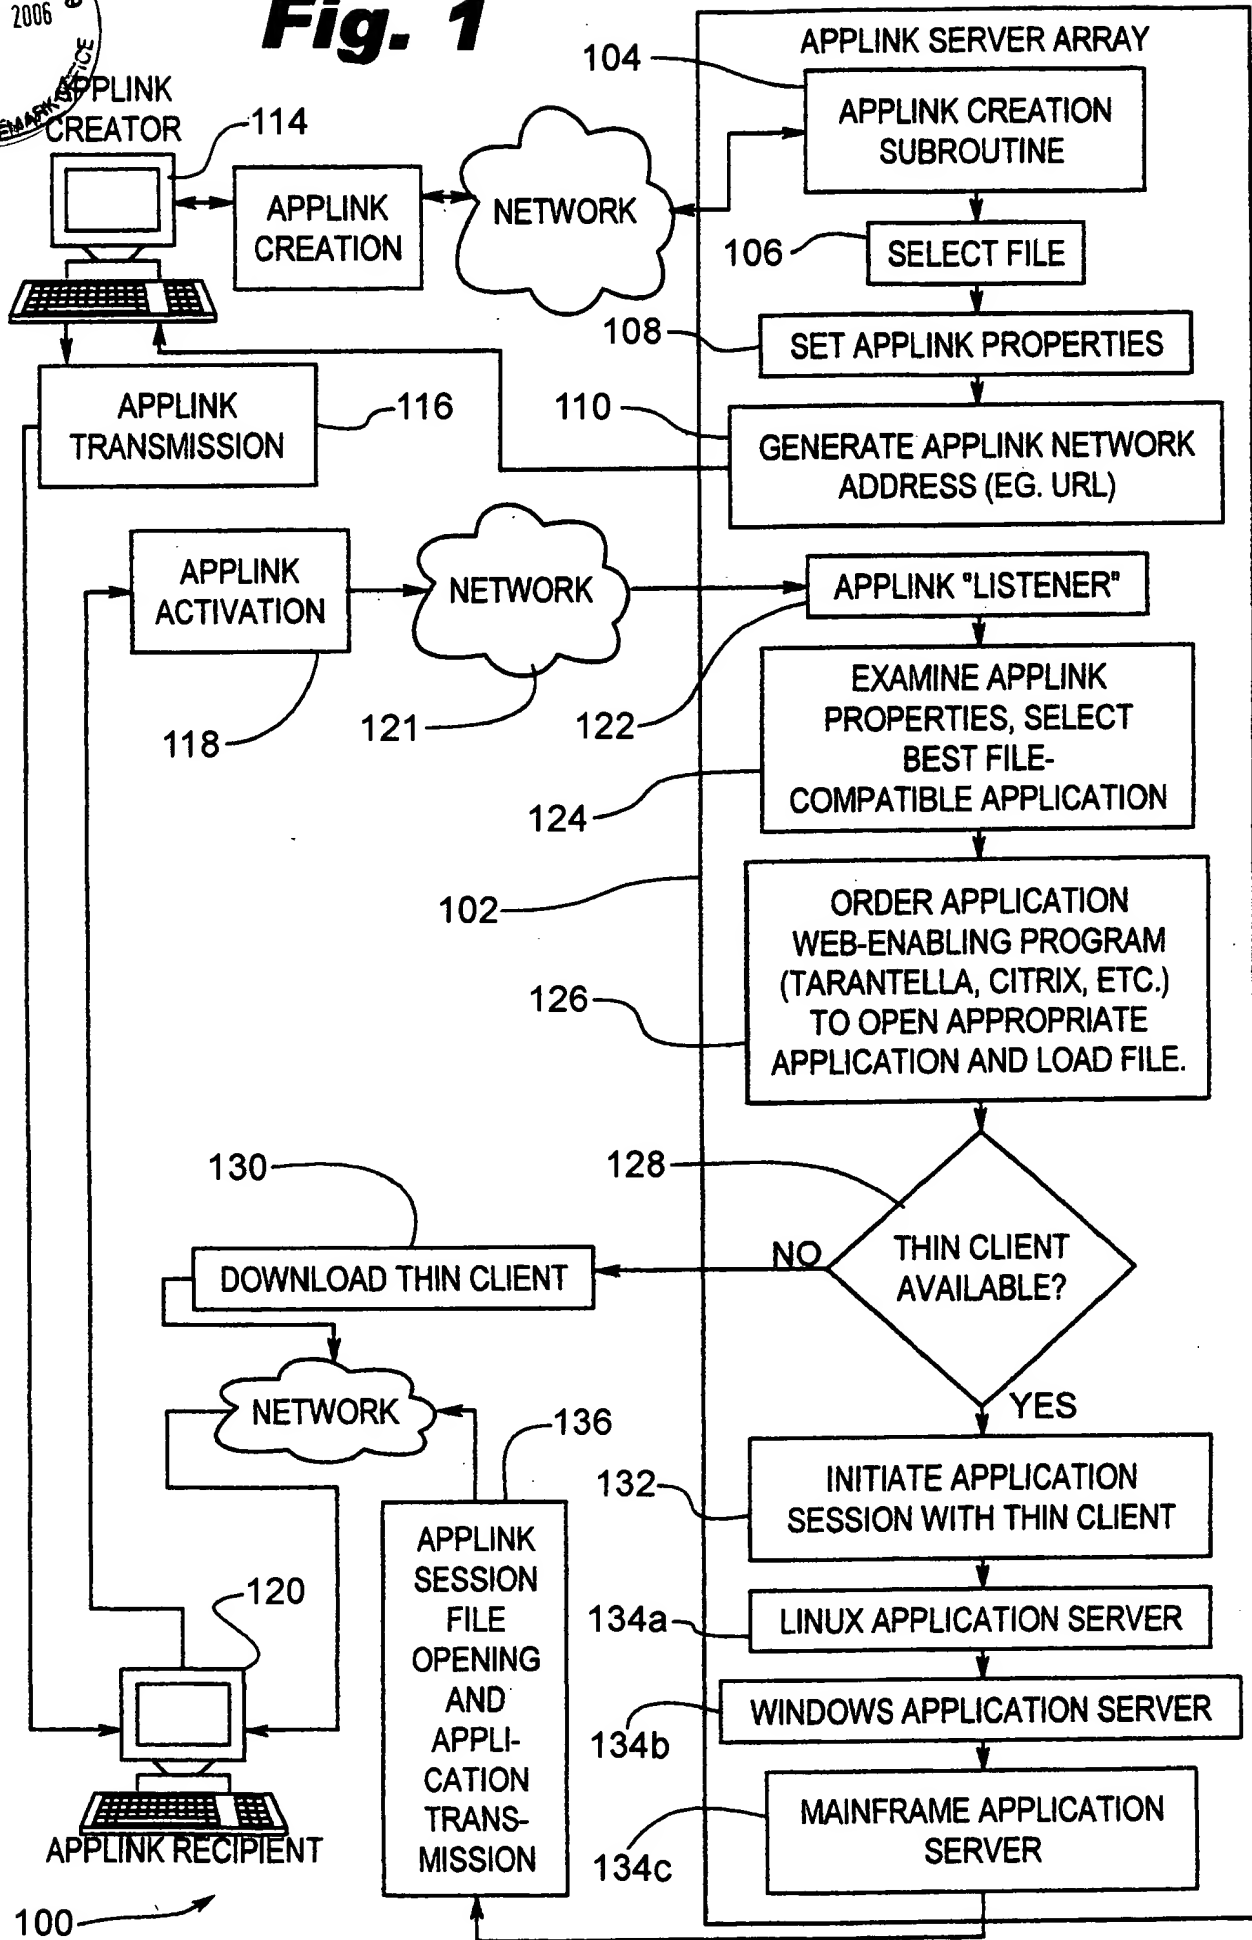 2006
Fig. 1
EMARK OFFICE
APPLINK
CREATOR
114
APPLINK
CREATION
NETWORK
104
APPLINK SERVER ARRAY
APPLINK CREATION
SUBROUTINE
106
SELECT FILE
108
SET APPLINK PROPERTIES
APPLINK
TRANSMISSION
116
110
GENERATE APPLINK NETWORK
ADDRESS (EG. URL)
APPLINK
ACTIVATION
118
NETWORK
121
APPLINK "LISTENER"
122
EXAMINE APPLINK
PROPERTIES, SELECT
BEST FILE-
COMPATIBLE APPLICATION
124
102
ORDER APPLICATION
WEB-ENABLING PROGRAM
(TARANTELLA, CITRIX, ETC.)
TO OPEN APPROPRIATE
APPLICATION AND LOAD FILE.
126
128
THIN CLIENT
AVAILABLE?
NO
YES
130
DOWNLOAD THIN CLIENT
NETWORK
136
132
INITIATE APPLICATION
SESSION WITH THIN CLIENT
APPLINK
SESSION
FILE
OPENING
AND
APPLI-
CATION
TRANS-
MISSION
134a
LINUX APPLICATION SERVER
134b
WINDOWS APPLICATION SERVER
134c
MAINFRAME APPLICATION
SERVER
120
APPLINK RECIPIENT
100